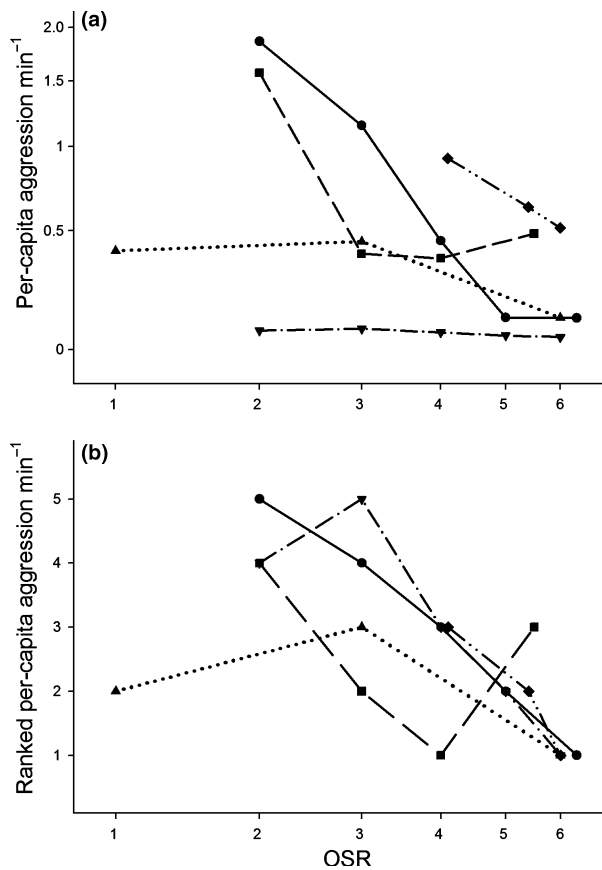 (a)
Per-capita aggression min⁻¹
2.0
1.5
1
0.5
0
1 2 3 4 5 6
(b)
Ranked per-capita aggression min⁻¹
5
4
3
2
1
1 2 3 4 5 6
OSR